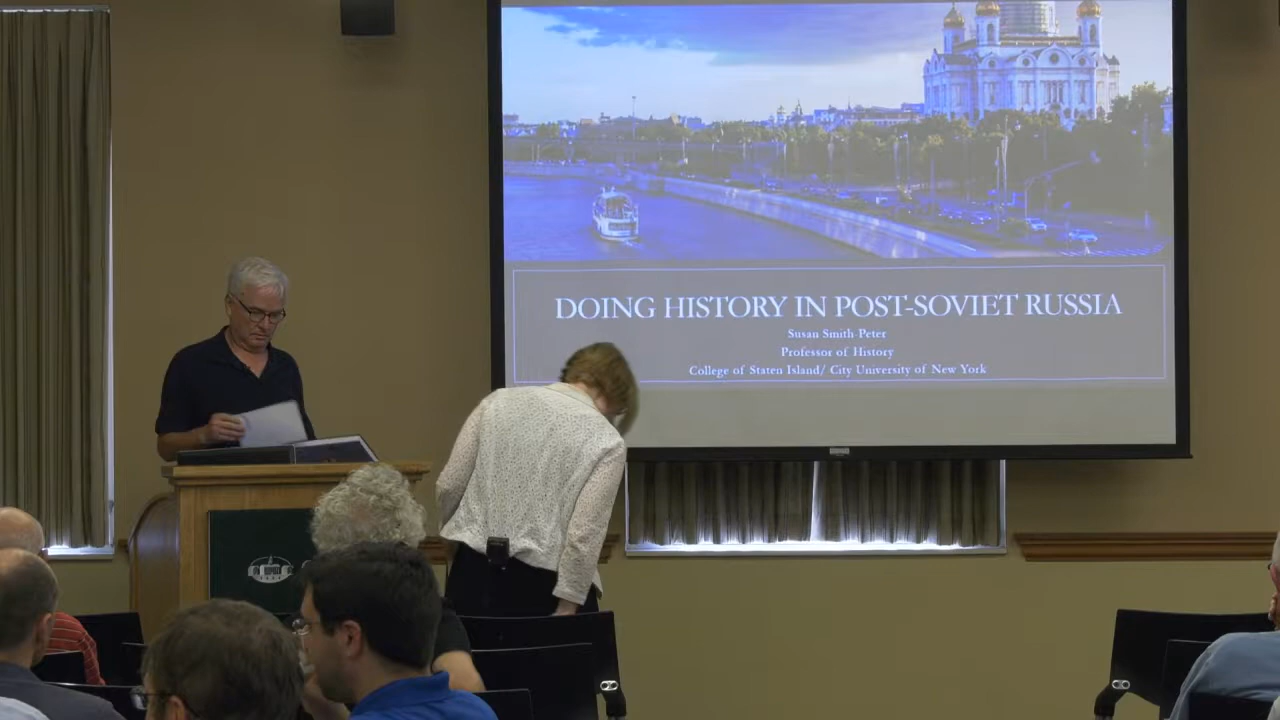 DOING HISTORY IN POST-SOVIET RUSSIA
Susan Smith-Peter
Professor of History
College of Staten Island/ City University of New York